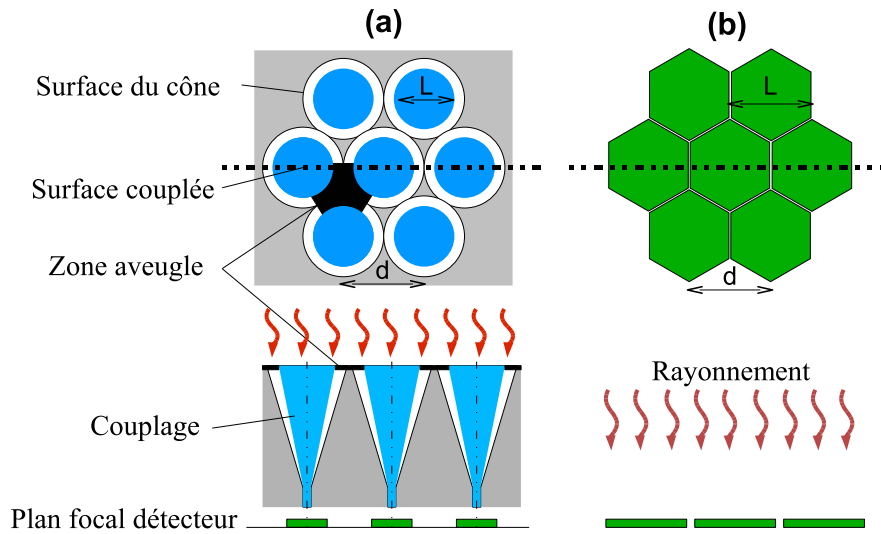 (a)
(b)
Surface du cône
L
L
Surface couplée
Zone aveugle
d
d
Rayonnement
Couplage
Plan focal détecteur